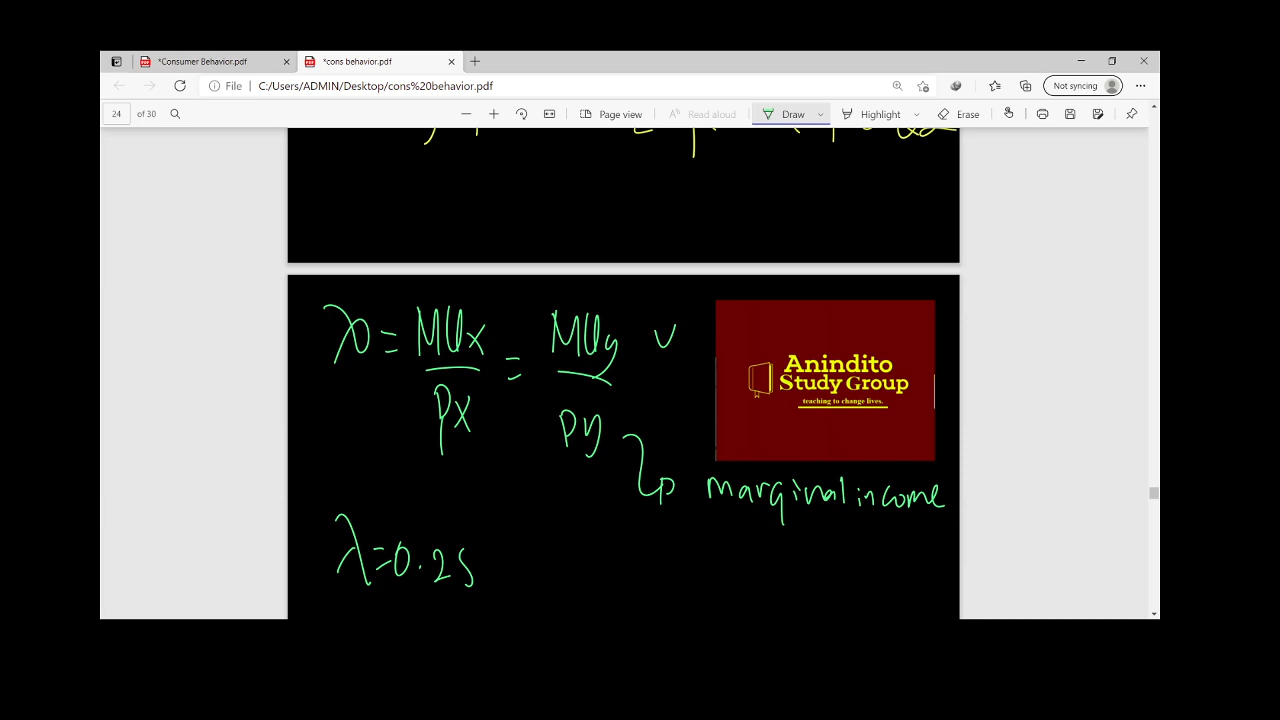 *Consumer Behavior.pdf
*cons behavior.pdf
File
C:/Users/ADMIN/Desktop/cons%20behavior.pdf
Not syncing
24 of 30
Page view
Read aloud
Draw
Highlight
Erase
λ = MUx / Px = MUy / Py
marginal income
λ=0.25
Anindito
Study Group
teaching to change lives.